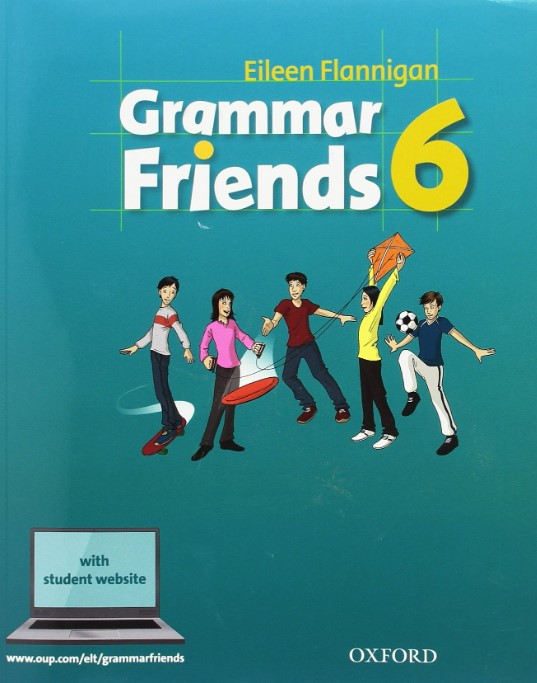 Eileen Flannigan
Grammar
Friends 6
with
student website
www.oup.com/elt/grammarfriends
OXFORD